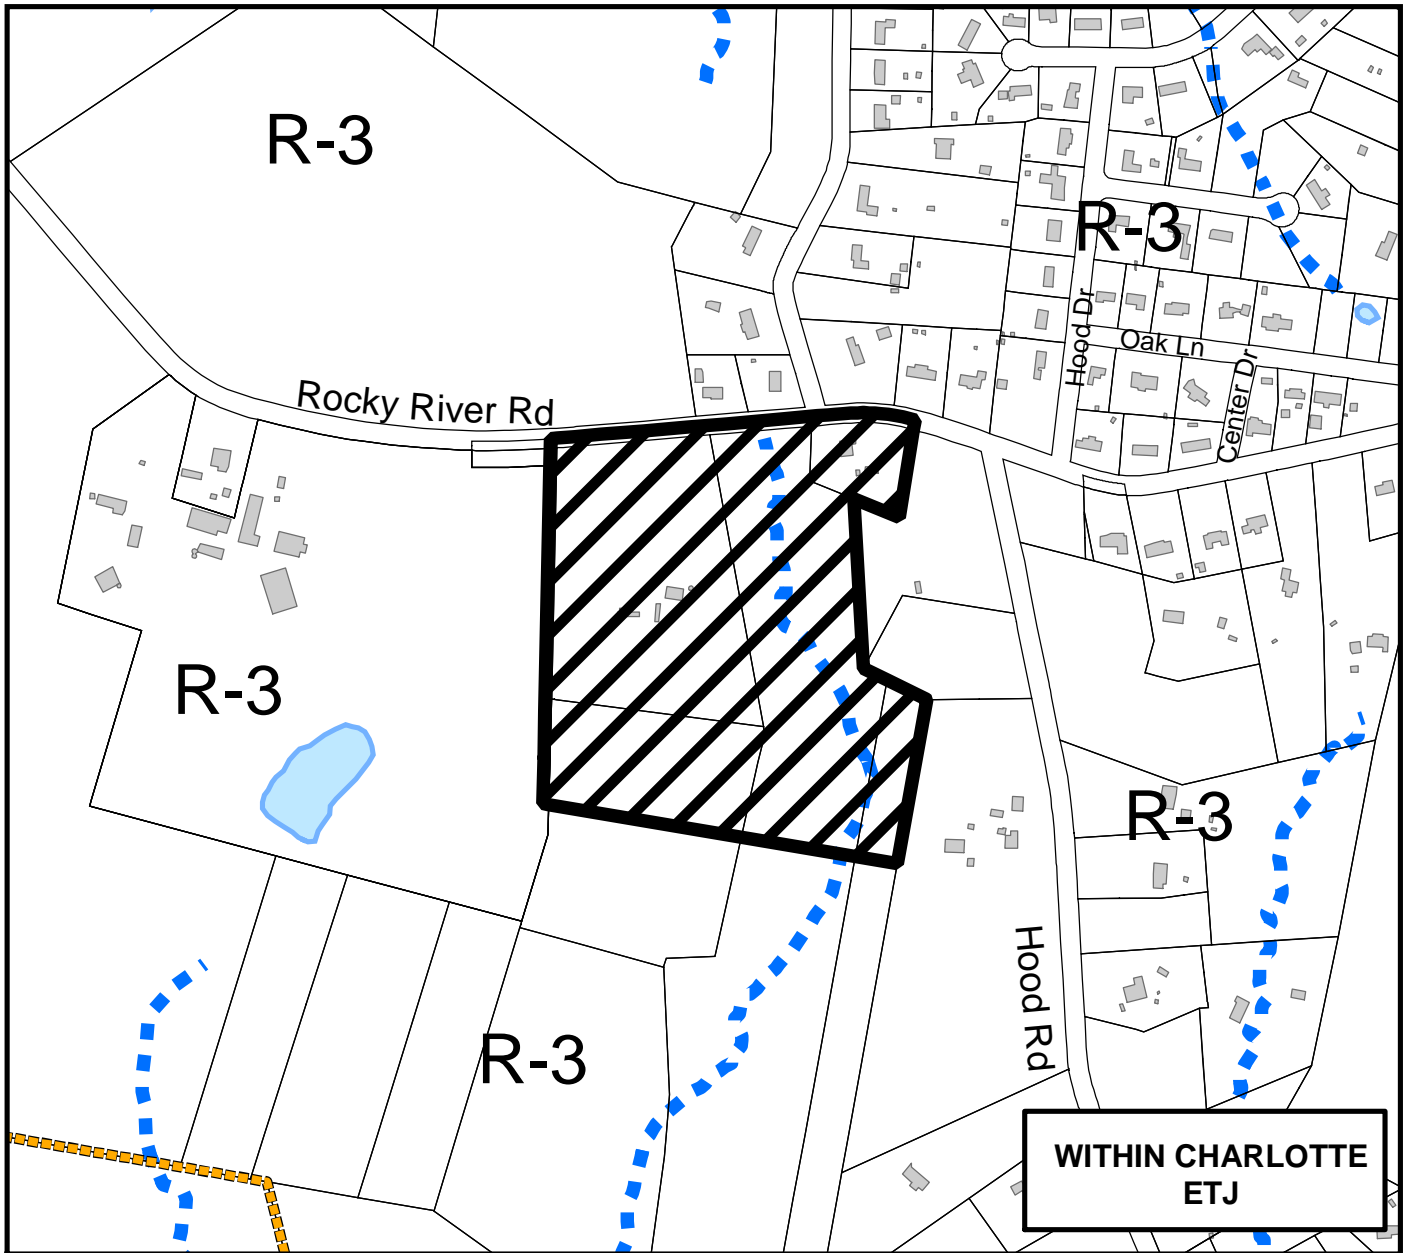 R-3
R-3
Hood Dr
Oak Ln
Center Dr
Rocky River Rd
R-3
R-3
Hood Rd
R-3
WITHIN CHARLOTTE
ETJ